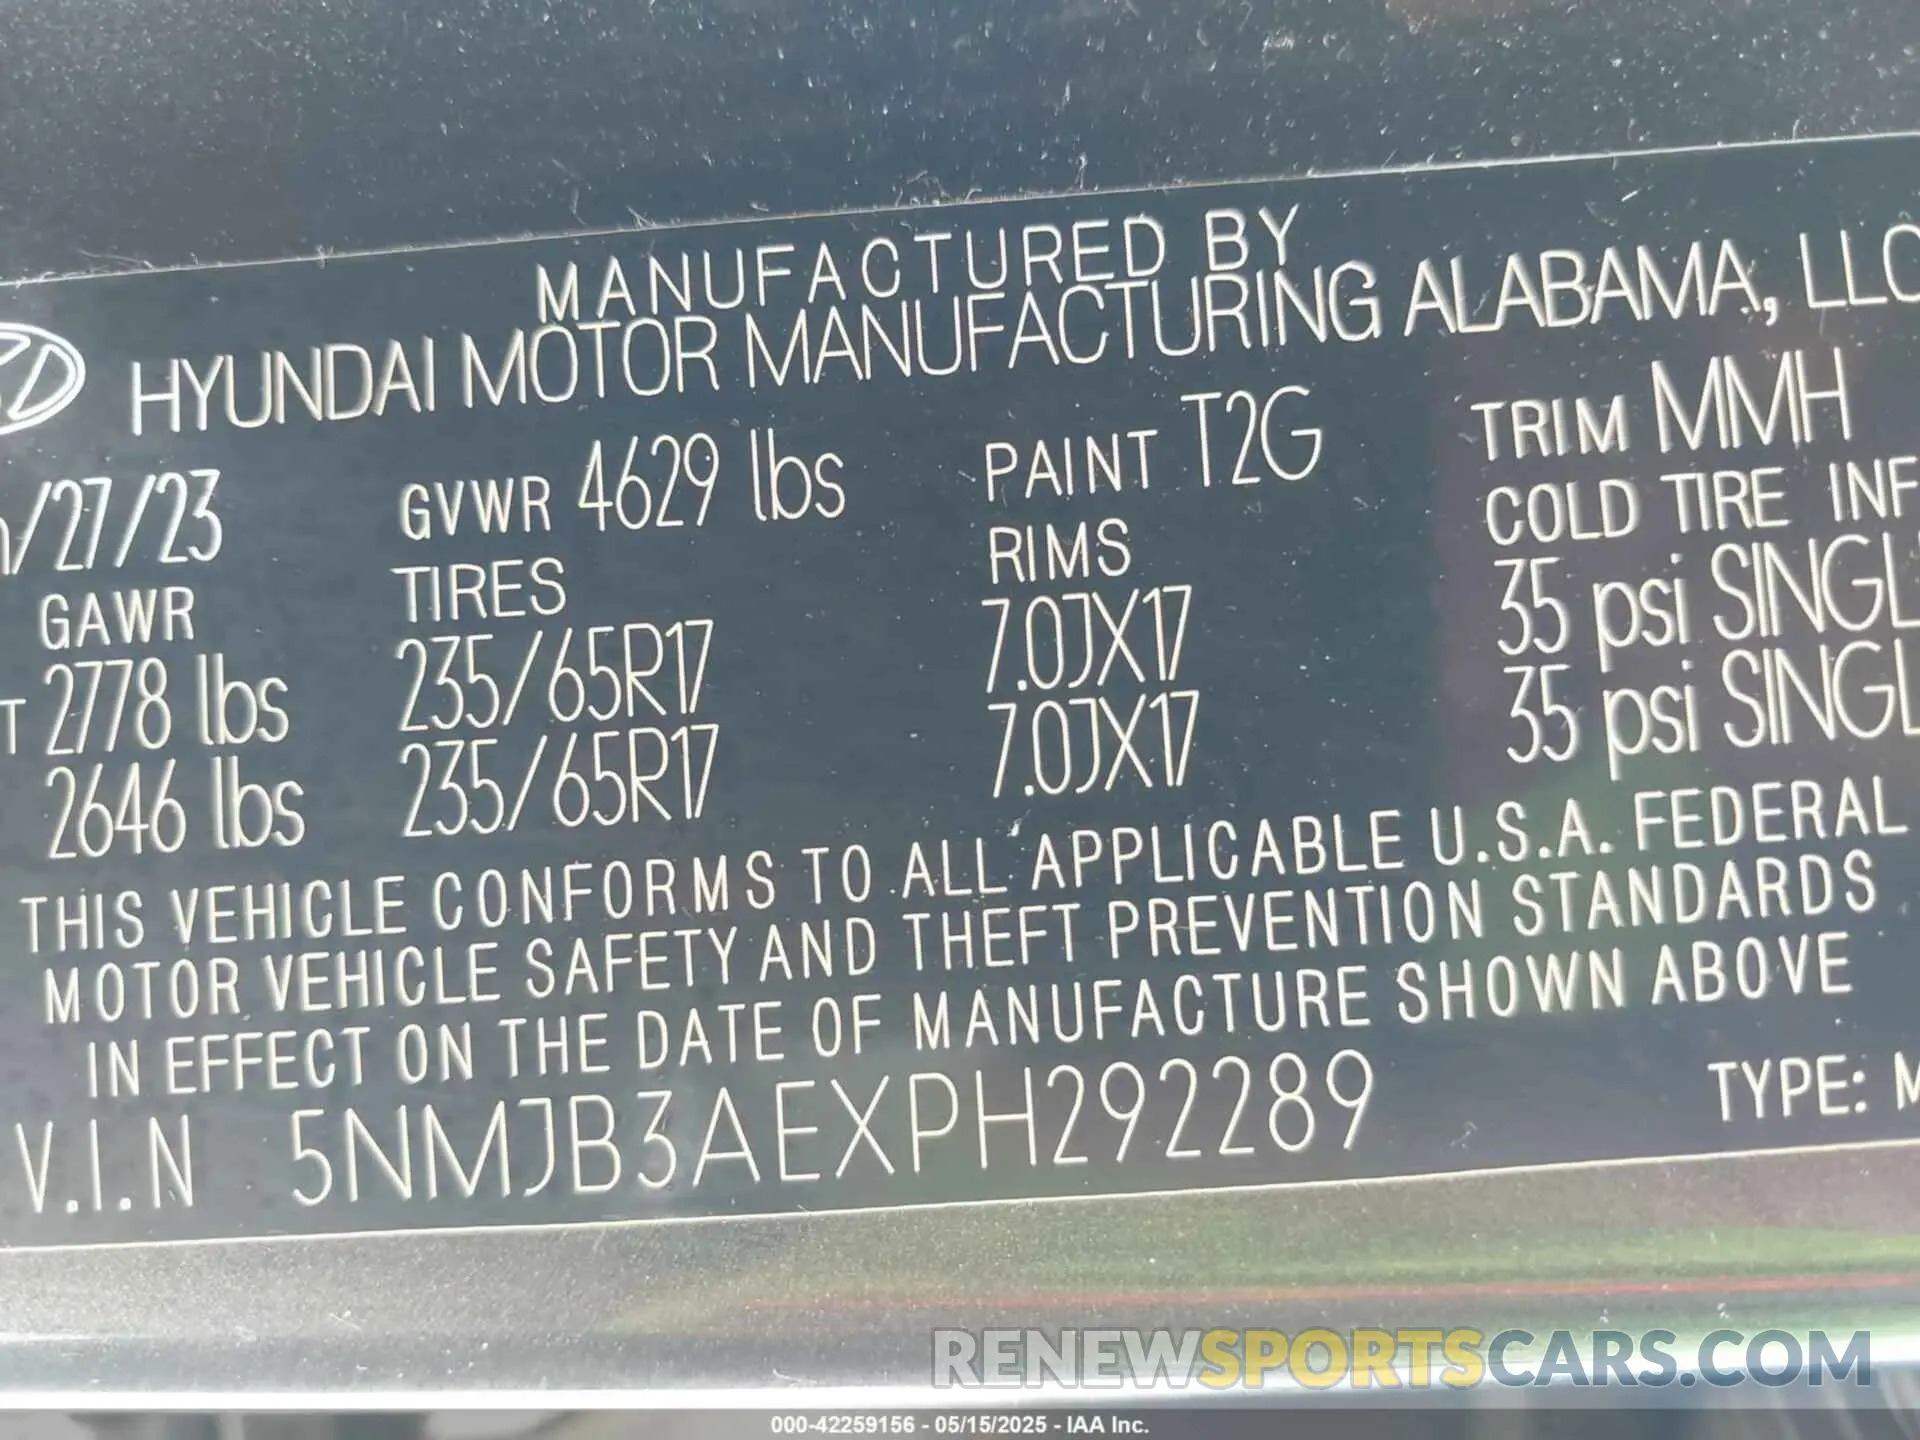 MANUFACTURED BY
HYUNDAI MOTOR MANUFACTURING ALABAMA, LLC
/27/23 GVWR 4629 lbs PAINT T2G TRIM MMH
GAWR TIRES RIMS COLD TIRE INF
T 2778 lbs 235/65R17 7.0JX17 35 psi SINGL
2646 lbs 235/65R17 7.0JX17 35 psi SINGL
THIS VEHICLE CONFORMS TO ALL APPLICABLE U.S.A. FEDERAL
MOTOR VEHICLE SAFETY AND THEFT PREVENTION STANDARDS
IN EFFECT ON THE DATE OF MANUFACTURE SHOWN ABOVE
V.I.N 5NMJB3AEXPH292289 TYPE: M
RENEWSPORTSCARS.COM
000-42259156 - 05/15/2025 - IAA Inc.